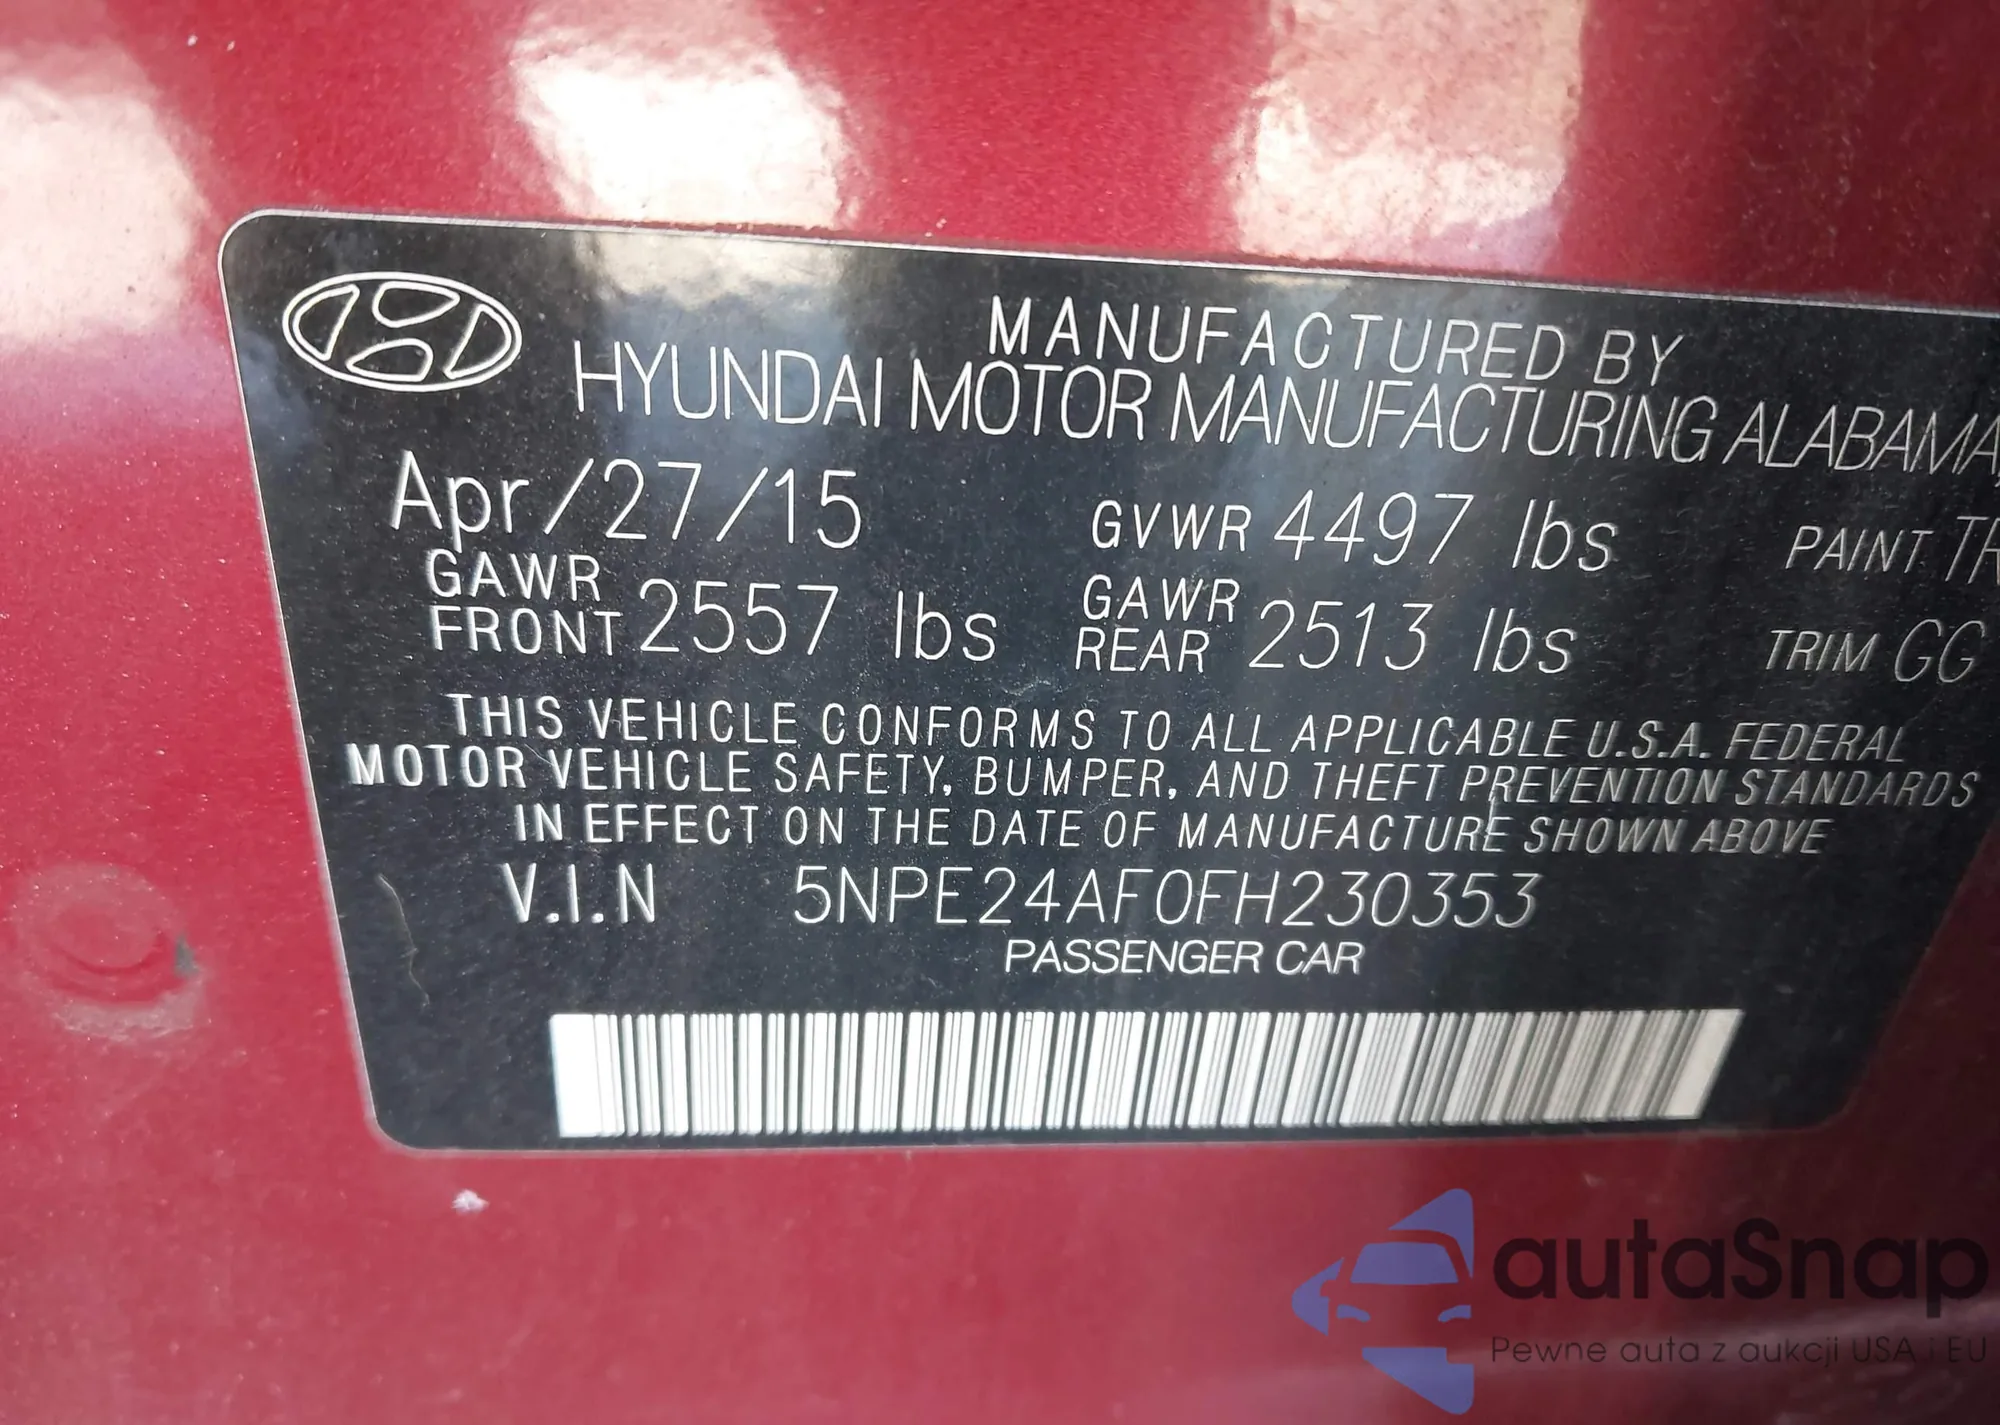 MANUFACTURED BY
HYUNDAI MOTOR MANUFACTURING ALABAMA,
Apr/27/15 GVWR 4497 lbs PAINT TR
GAWR FRONT 2557 lbs GAWR REAR 2513 lbs TRIM GG
THIS VEHICLE CONFORMS TO ALL APPLICABLE U.S.A. FEDERAL
MOTOR VEHICLE SAFETY, BUMPER, AND THEFT PREVENTION STANDARDS
IN EFFECT ON THE DATE OF MANUFACTURE SHOWN ABOVE
V.I.N 5NPE24AF0FH230353
PASSENGER CAR
autaSnap
Pewne auta z aukcji USA i EU